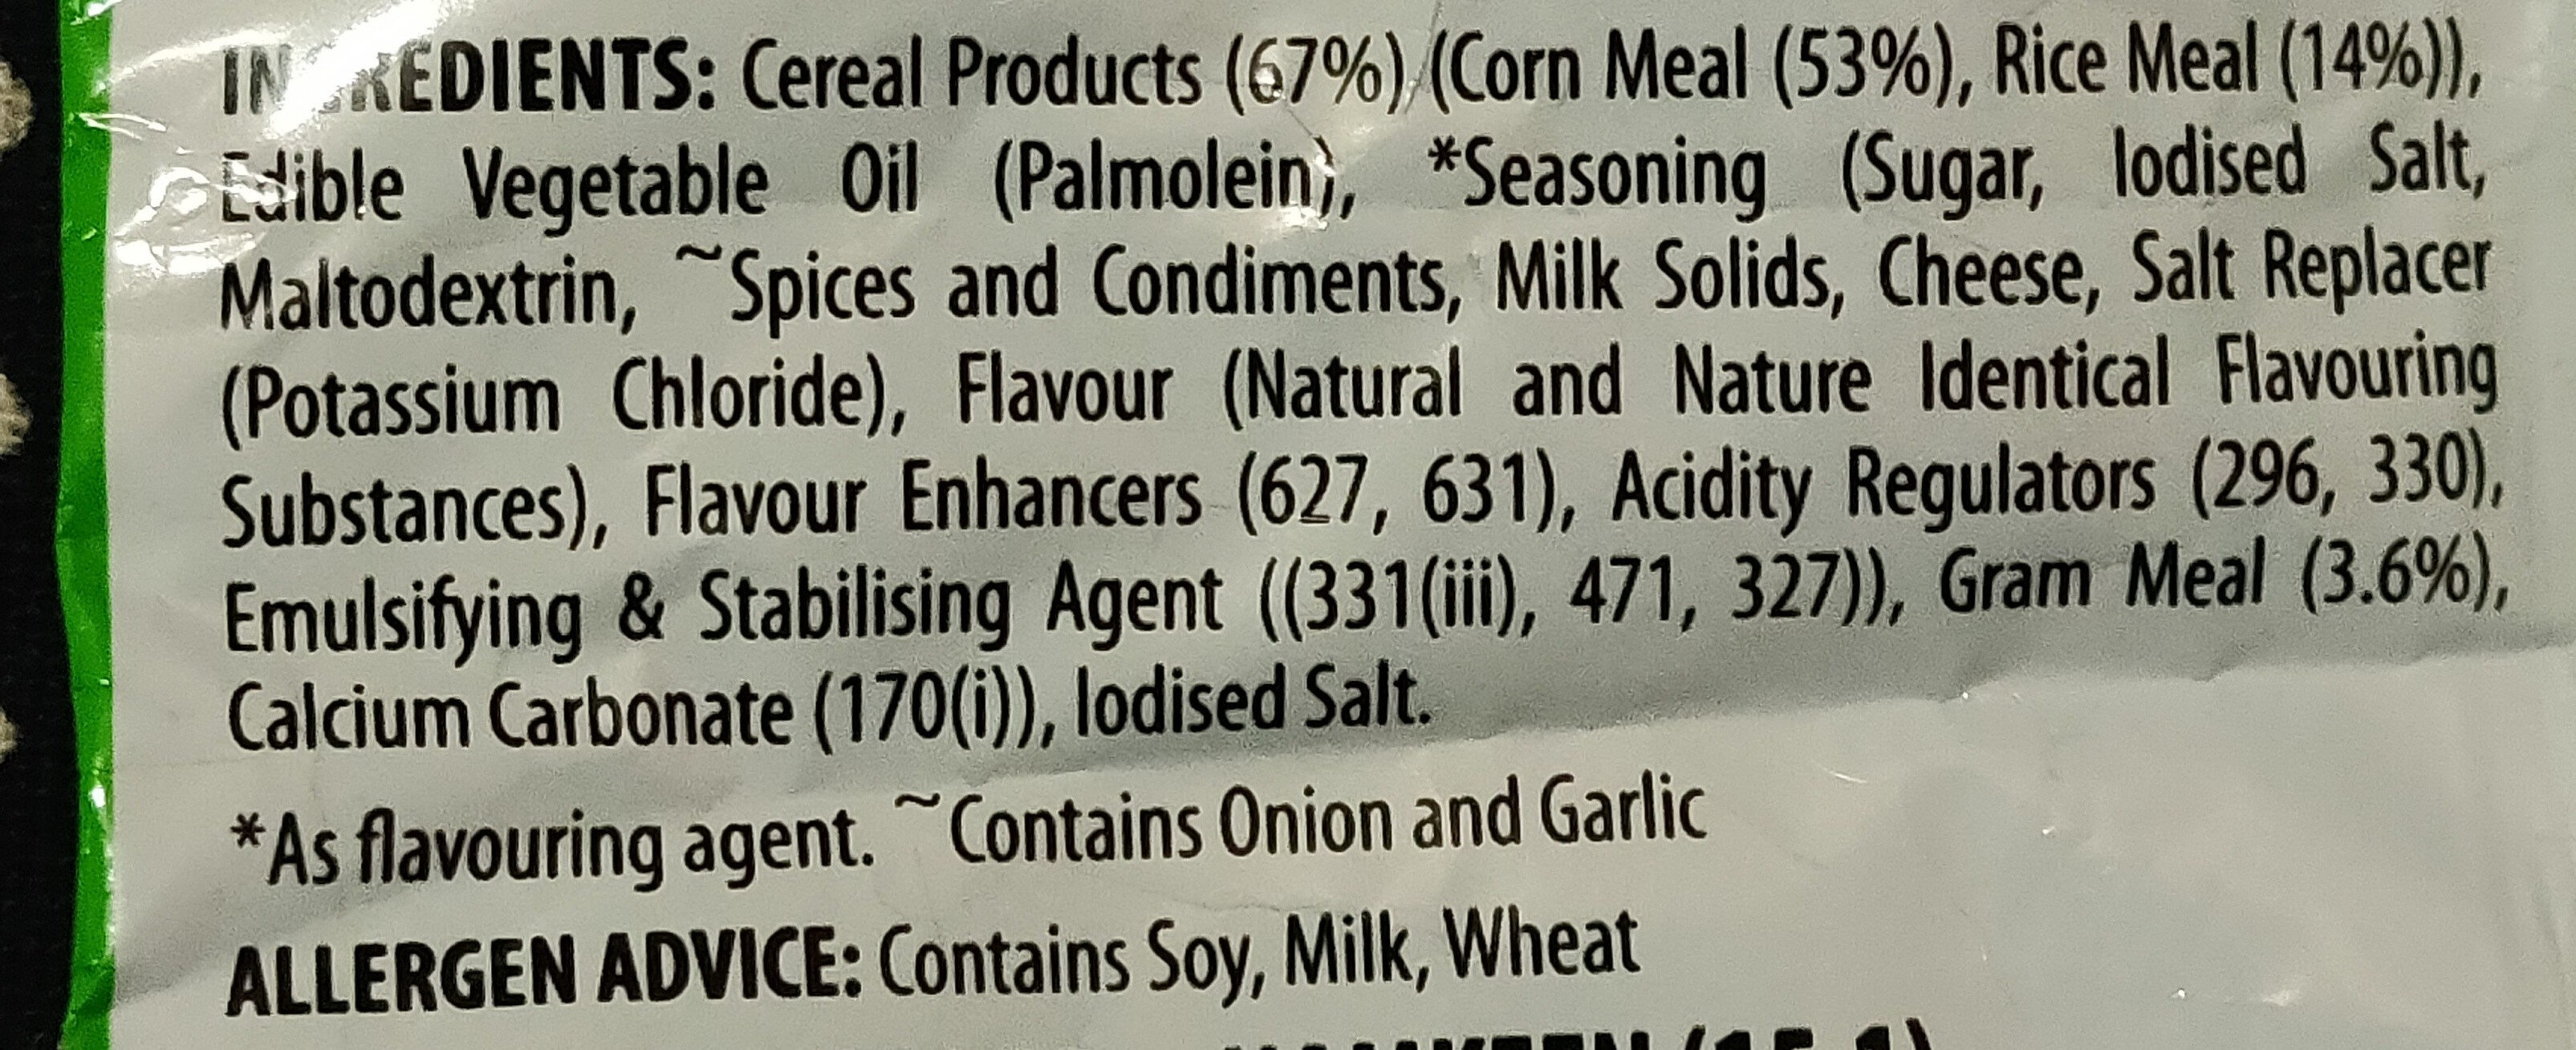 INGREDIENTS: Cereal Products (67%) (Corn Meal (53%), Rice Meal (14%)),
Edible Vegetable Oil (Palmolein), *Seasoning (Sugar, Iodised Salt,
Maltodextrin, ~Spices and Condiments, Milk Solids, Cheese, Salt Replacer
(Potassium Chloride), Flavour (Natural and Nature Identical Flavouring
Substances), Flavour Enhancers (627, 631), Acidity Regulators (296, 330),
Emulsifying & Stabilising Agent ((331(iii), 471, 327)), Gram Meal (3.6%),
Calcium Carbonate (170(i)), Iodised Salt.
*As flavouring agent. ~Contains Onion and Garlic
ALLERGEN ADVICE: Contains Soy, Milk, Wheat